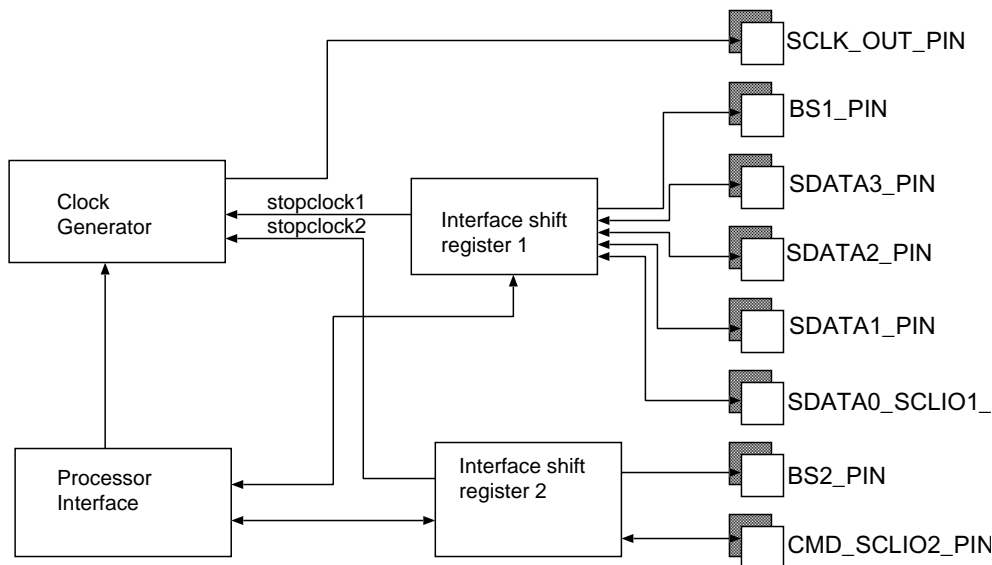 SCLK_OUT_PIN
BS1_PIN
SDATA3_PIN
Clock
Generator
stopclock1
stopclock2
Interface shift
register 1
SDATA2_PIN
SDATA1_PIN
SDATA0_SCLIO1_
Processor
Interface
Interface shift
register 2
BS2_PIN
CMD_SCLIO2_PIN